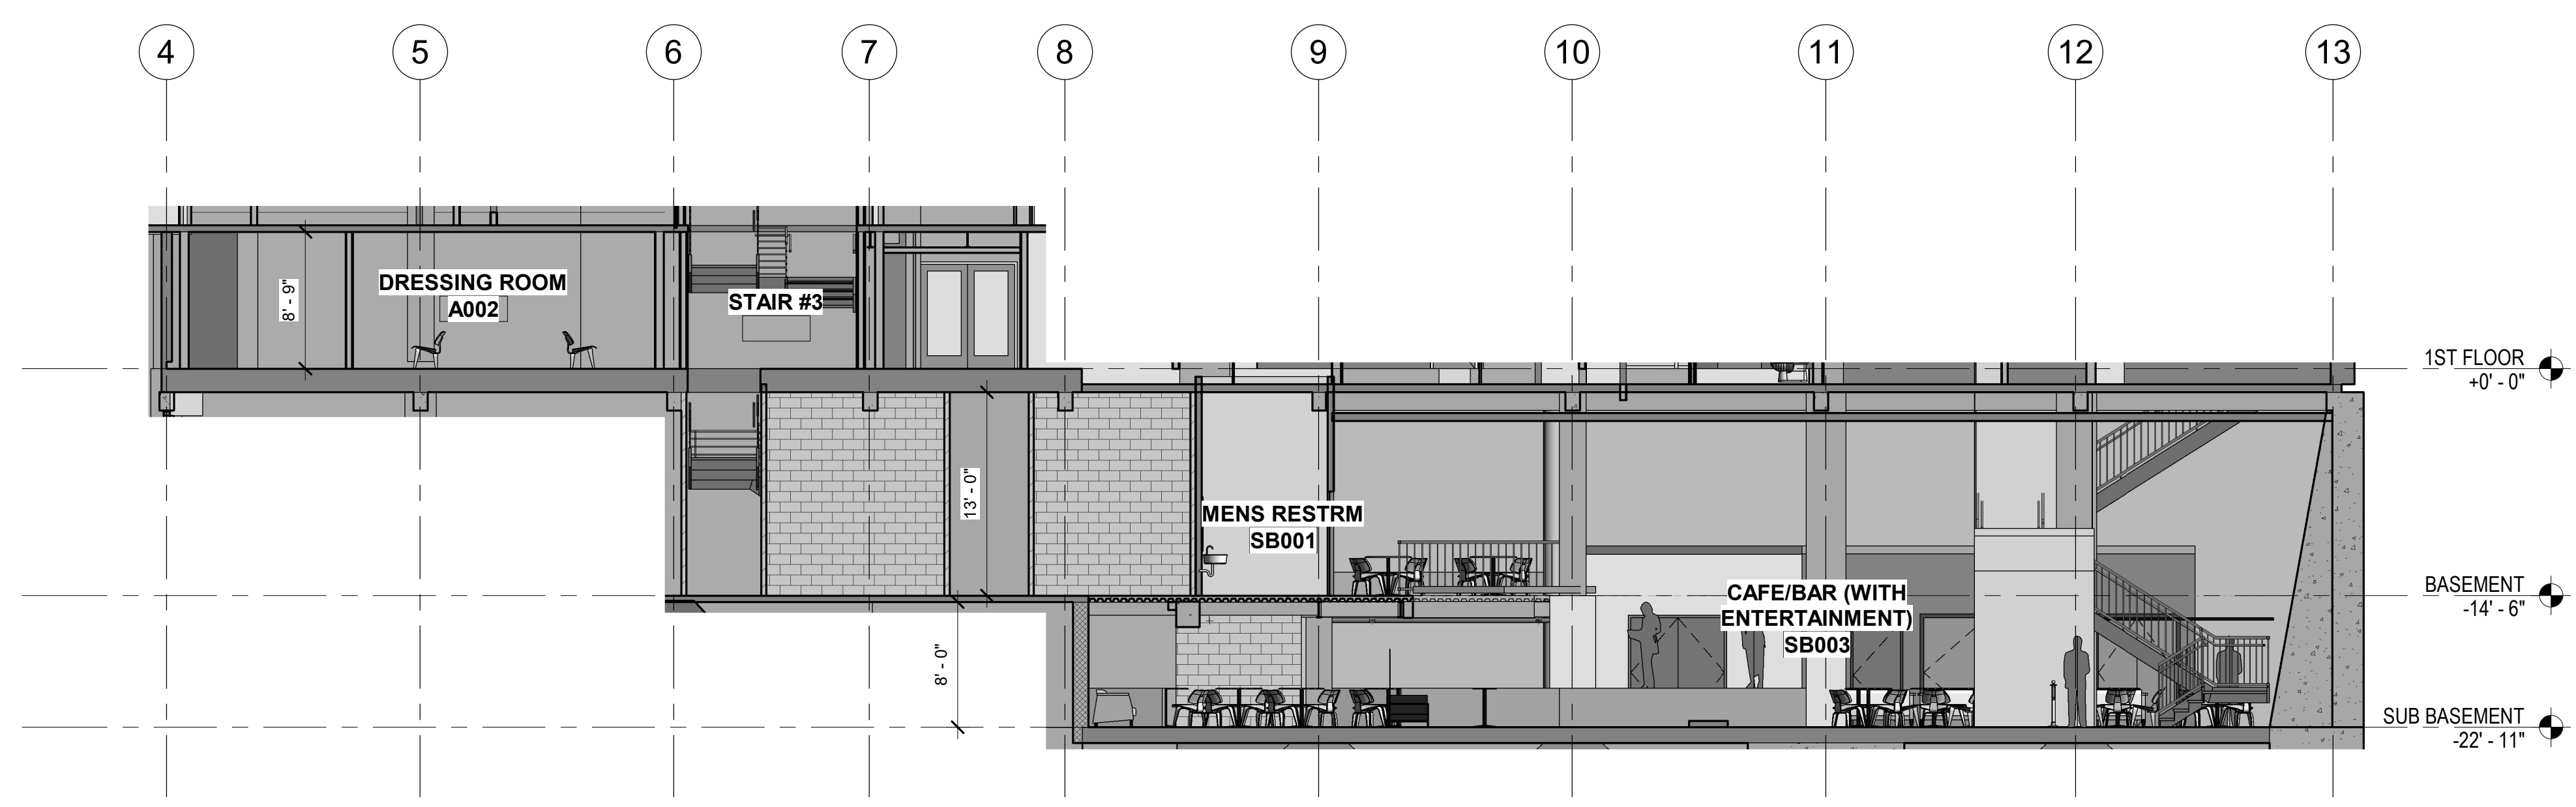 4 5 6 7 8 9 10 11 12 13
DRESSING ROOM
A002
8' - 9"
STAIR #3
1ST FLOOR
+0' - 0"
13' - 0"
MENS RESTRM
SB001
CAFE/BAR (WITH
ENTERTAINMENT)
SB003
BASEMENT
-14' - 6"
8' - 0"
SUB BASEMENT
-22' - 11"